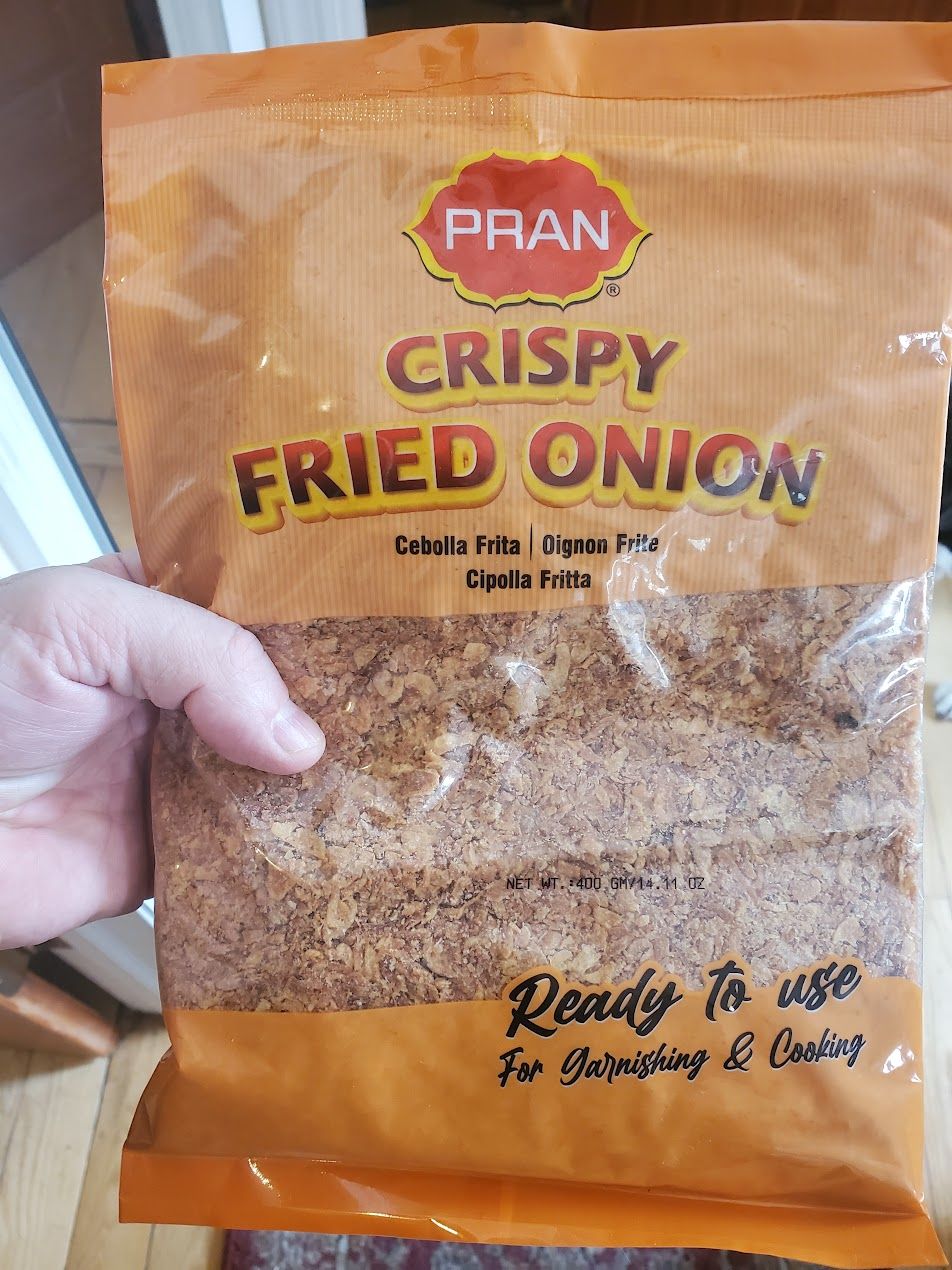 PRAN
®
CRISPY
FRIED ONION
Cebolla Frita | Oignon Frite
Cipolla Fritta
NET WT.:400 GM/14.11 OZ
Ready to use
For Garnishing & Cooking